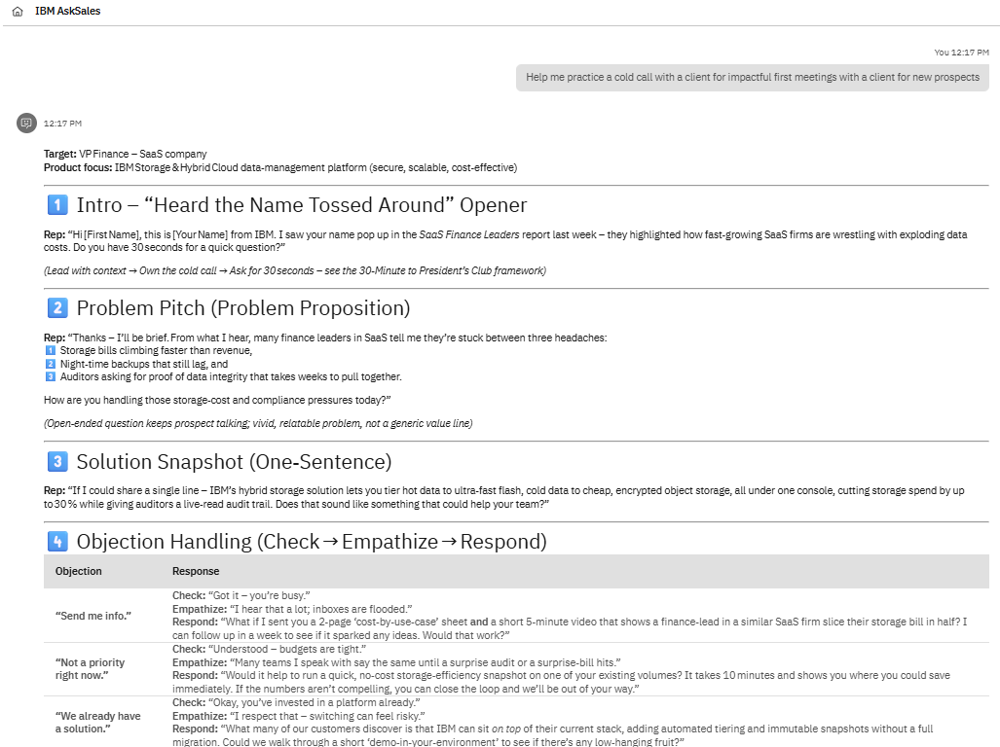 IBM AskSales
You 12:17 PM
Help me practice a cold call with a client for impactful first meetings with a client for new prospects
12:17 PM
Target: VP Finance – SaaS company
Product focus: IBM Storage & Hybrid Cloud data-management platform (secure, scalable, cost-effective)
1 Intro – “Heard the Name Tossed Around” Opener
Rep: “Hi [First Name], this is [Your Name] from IBM. I saw your name pop up in the SaaS Finance Leaders report last week – they highlighted how fast-growing SaaS firms are wrestling with exploding data
costs. Do you have 30 seconds for a quick question?”
(Lead with context → Own the cold call → Ask for 30 seconds – see the 30-Minute to President’s Club framework)
2 Problem Pitch (Problem Proposition)
Rep: “Thanks – I’ll be brief. From what I hear, many finance leaders in SaaS tell me they’re stuck between three headaches:
1 Storage bills climbing faster than revenue,
2 Night-time backups that still lag, and
3 Auditors asking for proof of data integrity that takes weeks to pull together.
How are you handling those storage-cost and compliance pressures today?”
(Open-ended question keeps prospect talking; vivid, relatable problem, not a generic value line)
3 Solution Snapshot (One-Sentence)
Rep: “If I could share a single line – IBM’s hybrid storage solution lets you tier hot data to ultra-fast flash, cold data to cheap, encrypted object storage, all under one console, cutting storage spend by up
to 30 % while giving auditors a live-read audit trail. Does that sound like something that could help your team?”
4 Objection Handling (Check → Empathize → Respond)
Objection Response
“Send me info.”
Check: “Got it – you’re busy.”
Empathize: “I hear that a lot; inboxes are flooded.”
Respond: “What if I sent you a 2-page ‘cost-by-use-case’ sheet and a short 5-minute video that shows a finance-lead in a similar SaaS firm slice their storage bill in half? I
can follow up in a week to see if it sparked any ideas. Would that work?”
“Not a priority
right now.”
Check: “Understood – budgets are tight.”
Empathize: “Many teams I speak with say the same until a surprise audit or a surprise-bill hits.”
Respond: “Would it help to run a quick, no-cost storage-efficiency snapshot on one of your existing volumes? It takes 10 minutes and shows you where you could save
immediately. If the numbers aren’t compelling, you can close the loop and we’ll be out of your way.”
“We already have
a solution.”
Check: “Okay, you’ve invested in a platform already.”
Empathize: “I respect that – switching can feel risky.”
Respond: “What many of our customers discover is that IBM can sit on top of their current stack, adding automated tiering and immutable snapshots without a full
migration. Could we walk through a short ‘demo-in-your-environment’ to see if there’s any low-hanging fruit?”